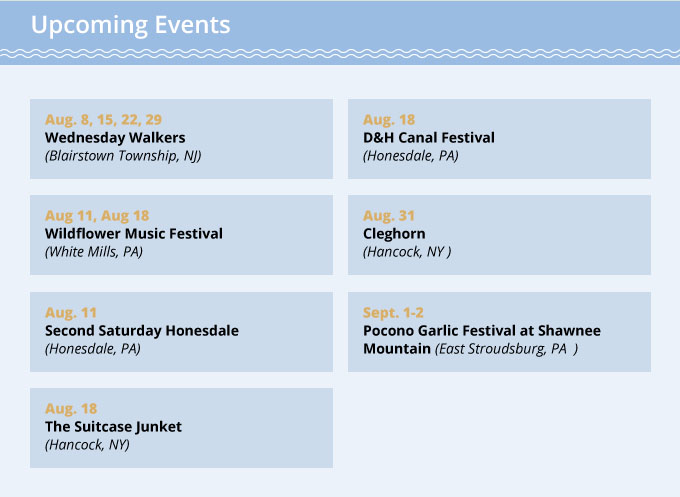 Upcoming Events
Aug. 8, 15, 22, 29
Wednesday Walkers
(Blairstown Township, NJ)
Aug 11, Aug 18
Wildflower Music Festival
(White Mills, PA)
Aug. 11
Second Saturday Honesdale
(Honesdale, PA)
Aug. 18
The Suitcase Junket
(Hancock, NY)
Aug. 18
D&H Canal Festival
(Honesdale, PA)
Aug. 31
Cleghorn
(Hancock, NY )
Sept. 1-2
Pocono Garlic Festival at Shawnee
Mountain (East Stroudsburg, PA  )